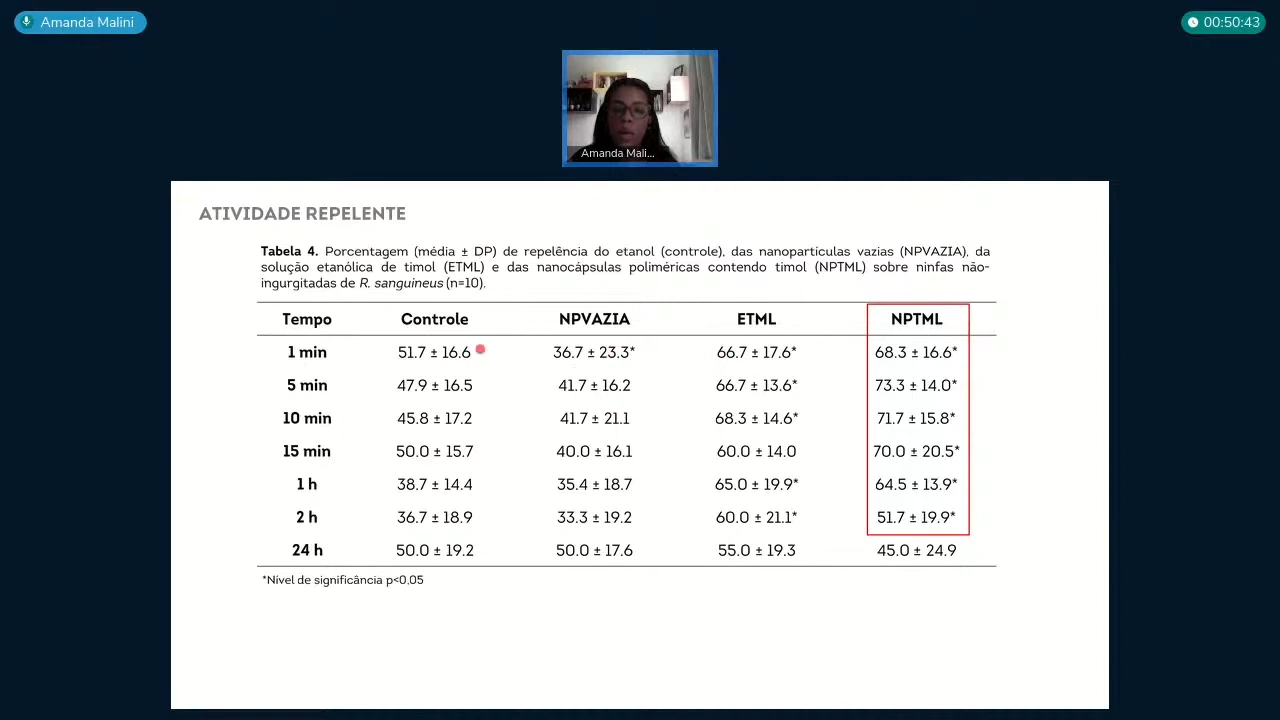 Amanda Malini
00:50:43
Amanda Mali...
ATIVIDADE REPELENTE
Tabela 4. Porcentagem (média ± DP) de repelência do etanol (controle), das nanopartículas vazias (NPVAZIA), da
solução etanólica de timol (ETML) e das nanocápsulas poliméricas contendo timol (NPTML) sobre ninfas não-
ingurgitadas de R. sanguineus (n=10).
Tempo Controle NPVAZIA ETML NPTML
1 min 51.7 ± 16.6 36.7 ± 23.3* 66.7 ± 17.6* 68.3 ± 16.6*
5 min 47.9 ± 16.5 41.7 ± 16.2 66.7 ± 13.6* 73.3 ± 14.0*
10 min 45.8 ± 17.2 41.7 ± 21.1 68.3 ± 14.6* 71.7 ± 15.8*
15 min 50.0 ± 15.7 40.0 ± 16.1 60.0 ± 14.0 70.0 ± 20.5*
1 h 38.7 ± 14.4 35.4 ± 18.7 65.0 ± 19.9* 64.5 ± 13.9*
2 h 36.7 ± 18.9 33.3 ± 19.2 60.0 ± 21.1* 51.7 ± 19.9*
24 h 50.0 ± 19.2 50.0 ± 17.6 55.0 ± 19.3 45.0 ± 24.9
*Nível de significância p<0,05